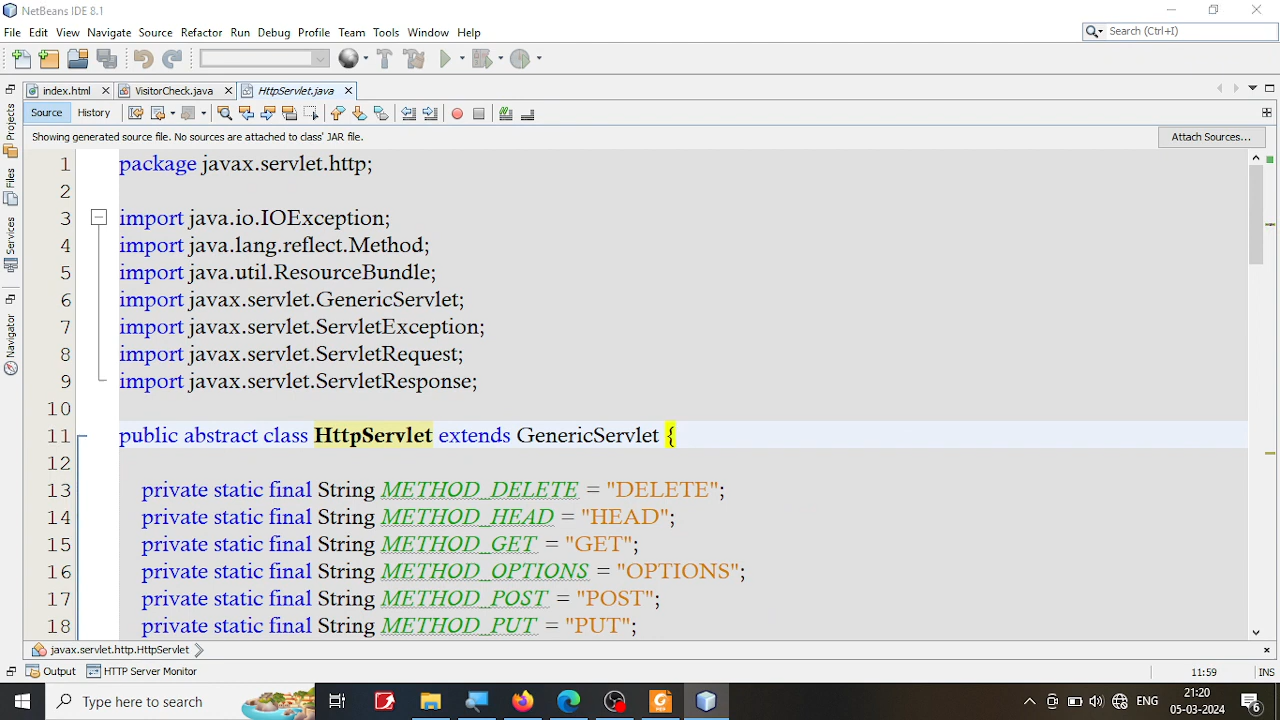 NetBeans IDE 8.1
File Edit View Navigate Source Refactor Run Debug Profile Team Tools Window Help
Search (Ctrl+I)
index.html VisitorCheck.java HttpServlet.java
Source History
Showing generated source file. No sources are attached to class' JAR file.
Attach Sources...
Projects
Files
Services
Navigator
1 package javax.servlet.http;
2
3 import java.io.IOException;
4 import java.lang.reflect.Method;
5 import java.util.ResourceBundle;
6 import javax.servlet.GenericServlet;
7 import javax.servlet.ServletException;
8 import javax.servlet.ServletRequest;
9 import javax.servlet.ServletResponse;
10
11 public abstract class HttpServlet extends GenericServlet {
12
13 private static final String METHOD_DELETE = "DELETE";
14 private static final String METHOD_HEAD = "HEAD";
15 private static final String METHOD_GET = "GET";
16 private static final String METHOD_OPTIONS = "OPTIONS";
17 private static final String METHOD_POST = "POST";
18 private static final String METHOD_PUT = "PUT";
javax.servlet.http.HttpServlet
Output HTTP Server Monitor
11:59 INS
Type here to search
ENG
21:20
05-03-2024
6